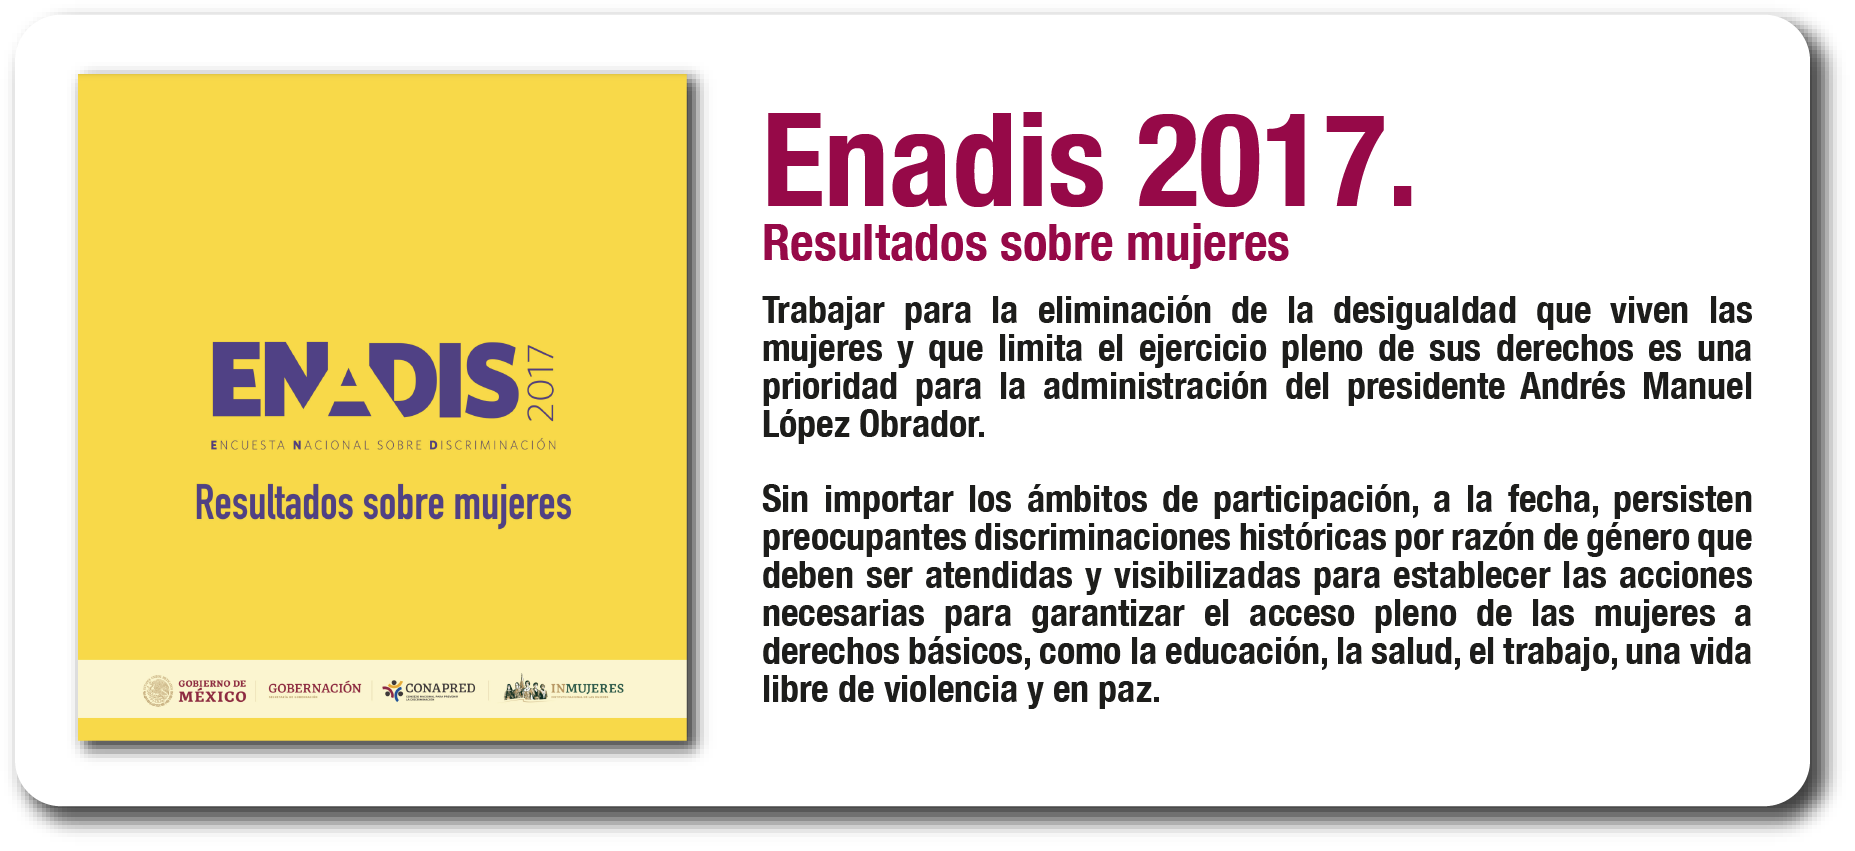 ENADIS 2017
ENCUESTA NACIONAL SOBRE DISCRIMINACIÓN
Resultados sobre mujeres
GOBIERNO DE
MÉXICO
GOBERNACIÓN
CONAPRED
INMUJERES
Enadis 2017.
Resultados sobre mujeres
Trabajar para la eliminación de la desigualdad que viven las
mujeres y que limita el ejercicio pleno de sus derechos es una
prioridad para la administración del presidente Andrés Manuel
López Obrador.
Sin importar los ámbitos de participación, a la fecha, persisten
preocupantes discriminaciones históricas por razón de género que
deben ser atendidas y visibilizadas para establecer las acciones
necesarias para garantizar el acceso pleno de las mujeres a
derechos básicos, como la educación, la salud, el trabajo, una vida
libre de violencia y en paz.